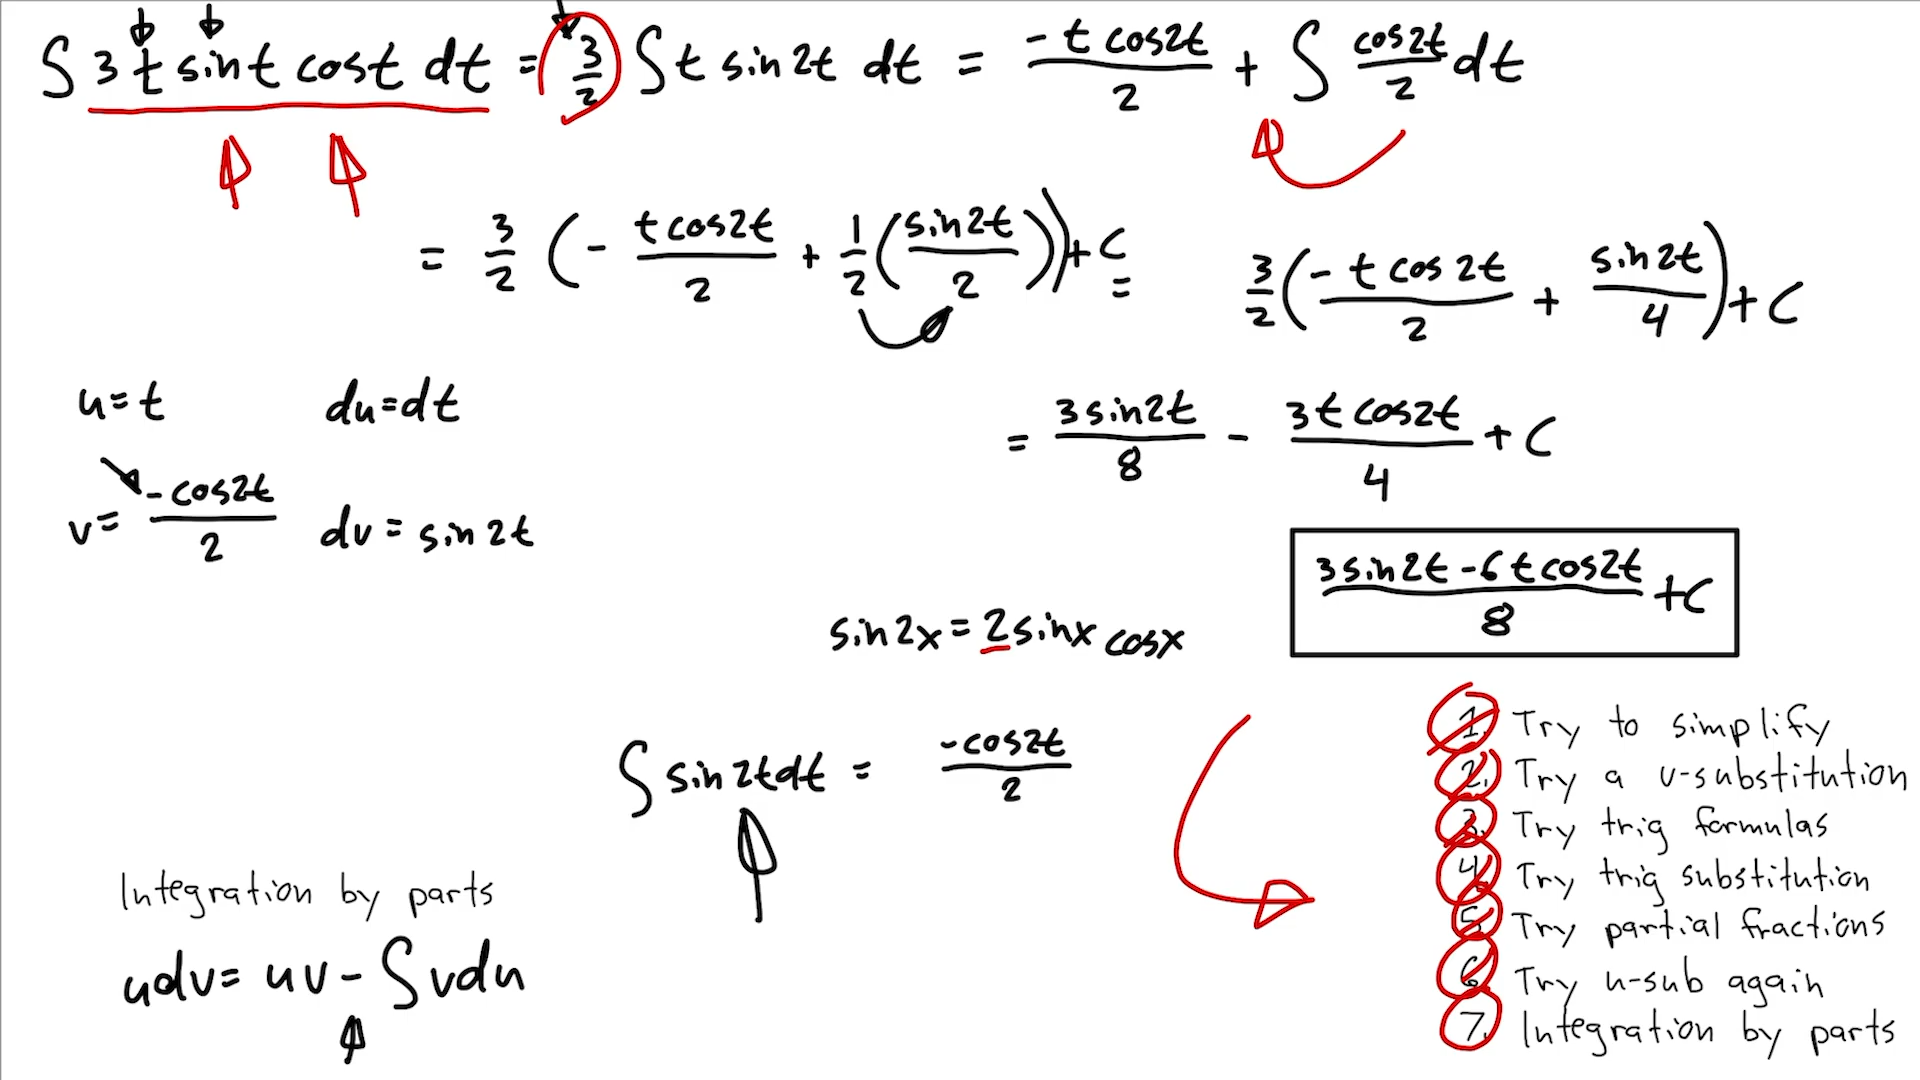 ∫ 3t sint cost dt = 3/2 ∫ t sin2t dt = -t cos2t/2 + ∫ cos2t/2 dt
= 3/2 (- t cos2t/2 + 1/2 (sin2t/2)) + C =
3/2 (- t cos2t/2 + sin2t/4) + C
u=t du=dt
= 3sin2t/8 - 3t cos2t/4 + C
v= -cos2t/2 dv = sin2t
3sin2t - 6t cos2t/8 + C
sin2x = 2sinx cosx
∫ sin2tdt = -cos2t/2
1. Try to simplify
2. Try a u-substitution
3. Try trig formulas
4. Try trig substitution
5. Try partial fractions
6. Try u-sub again
7. Integration by parts
Integration by parts
udv = uv - ∫vdu